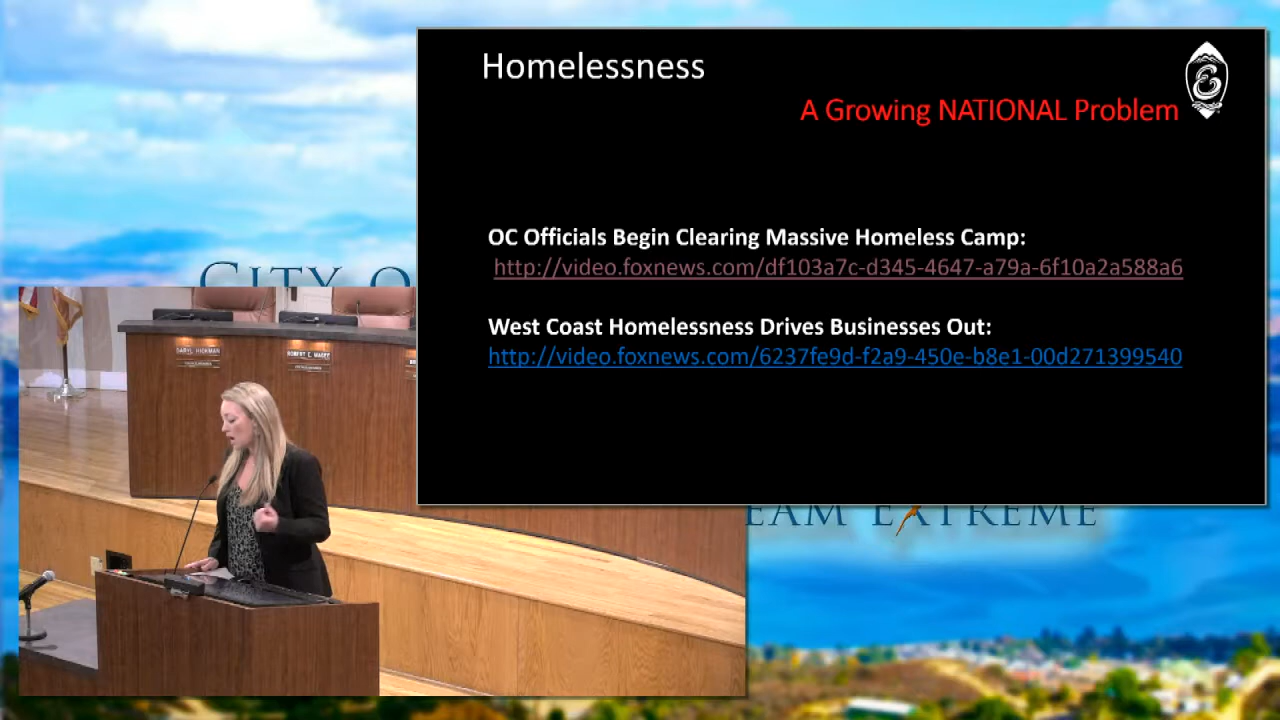 Homelessness
A Growing NATIONAL Problem
OC Officials Begin Clearing Massive Homeless Camp:
http://video.foxnews.com/df103a7c-d345-4647-a79a-6f10a2a588a6
West Coast Homelessness Drives Businesses Out:
http://video.foxnews.com/6237fe9d-f2a9-450e-b8e1-00d271399540
CITY O
DARYL HICKMAN
ROBERT E. MAGEE
EAM EXTREME